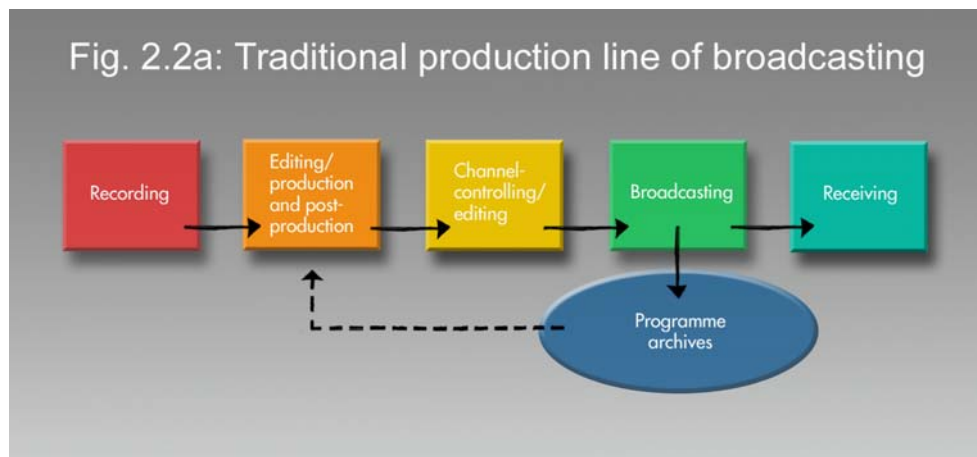 Fig. 2.2a: Traditional production line of broadcasting
Recording
Editing/
production
and post-
production
Channel-
controlling/
editing
Broadcasting
Receiving
Programme
archives